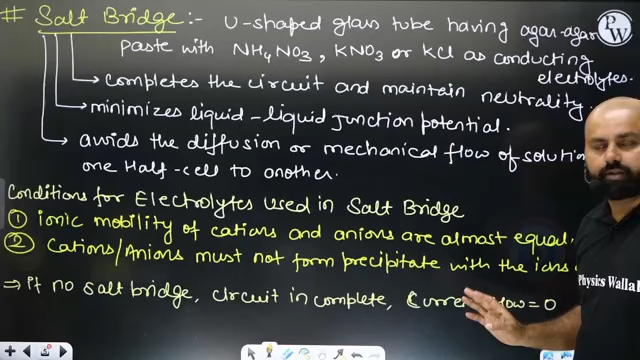 # Salt Bridge :- U-shaped glass tube having agar-agar
paste with NH4NO3, KNO3 or KCl as conducting
electrolytes.
→ completes the circuit and maintain neutrality.
→ minimizes liquid-liquid junction potential.
→ avoids the diffusion or mechanical flow of solution
one Half-cell to another.
Conditions for Electrolytes Used in Salt Bridge
① ionic mobility of cations and anions are almost equal.
② Cations/Anions must not form precipitate with the ions
⇒ if no salt bridge, circuit incomplete, flow = 0
Physics Walla